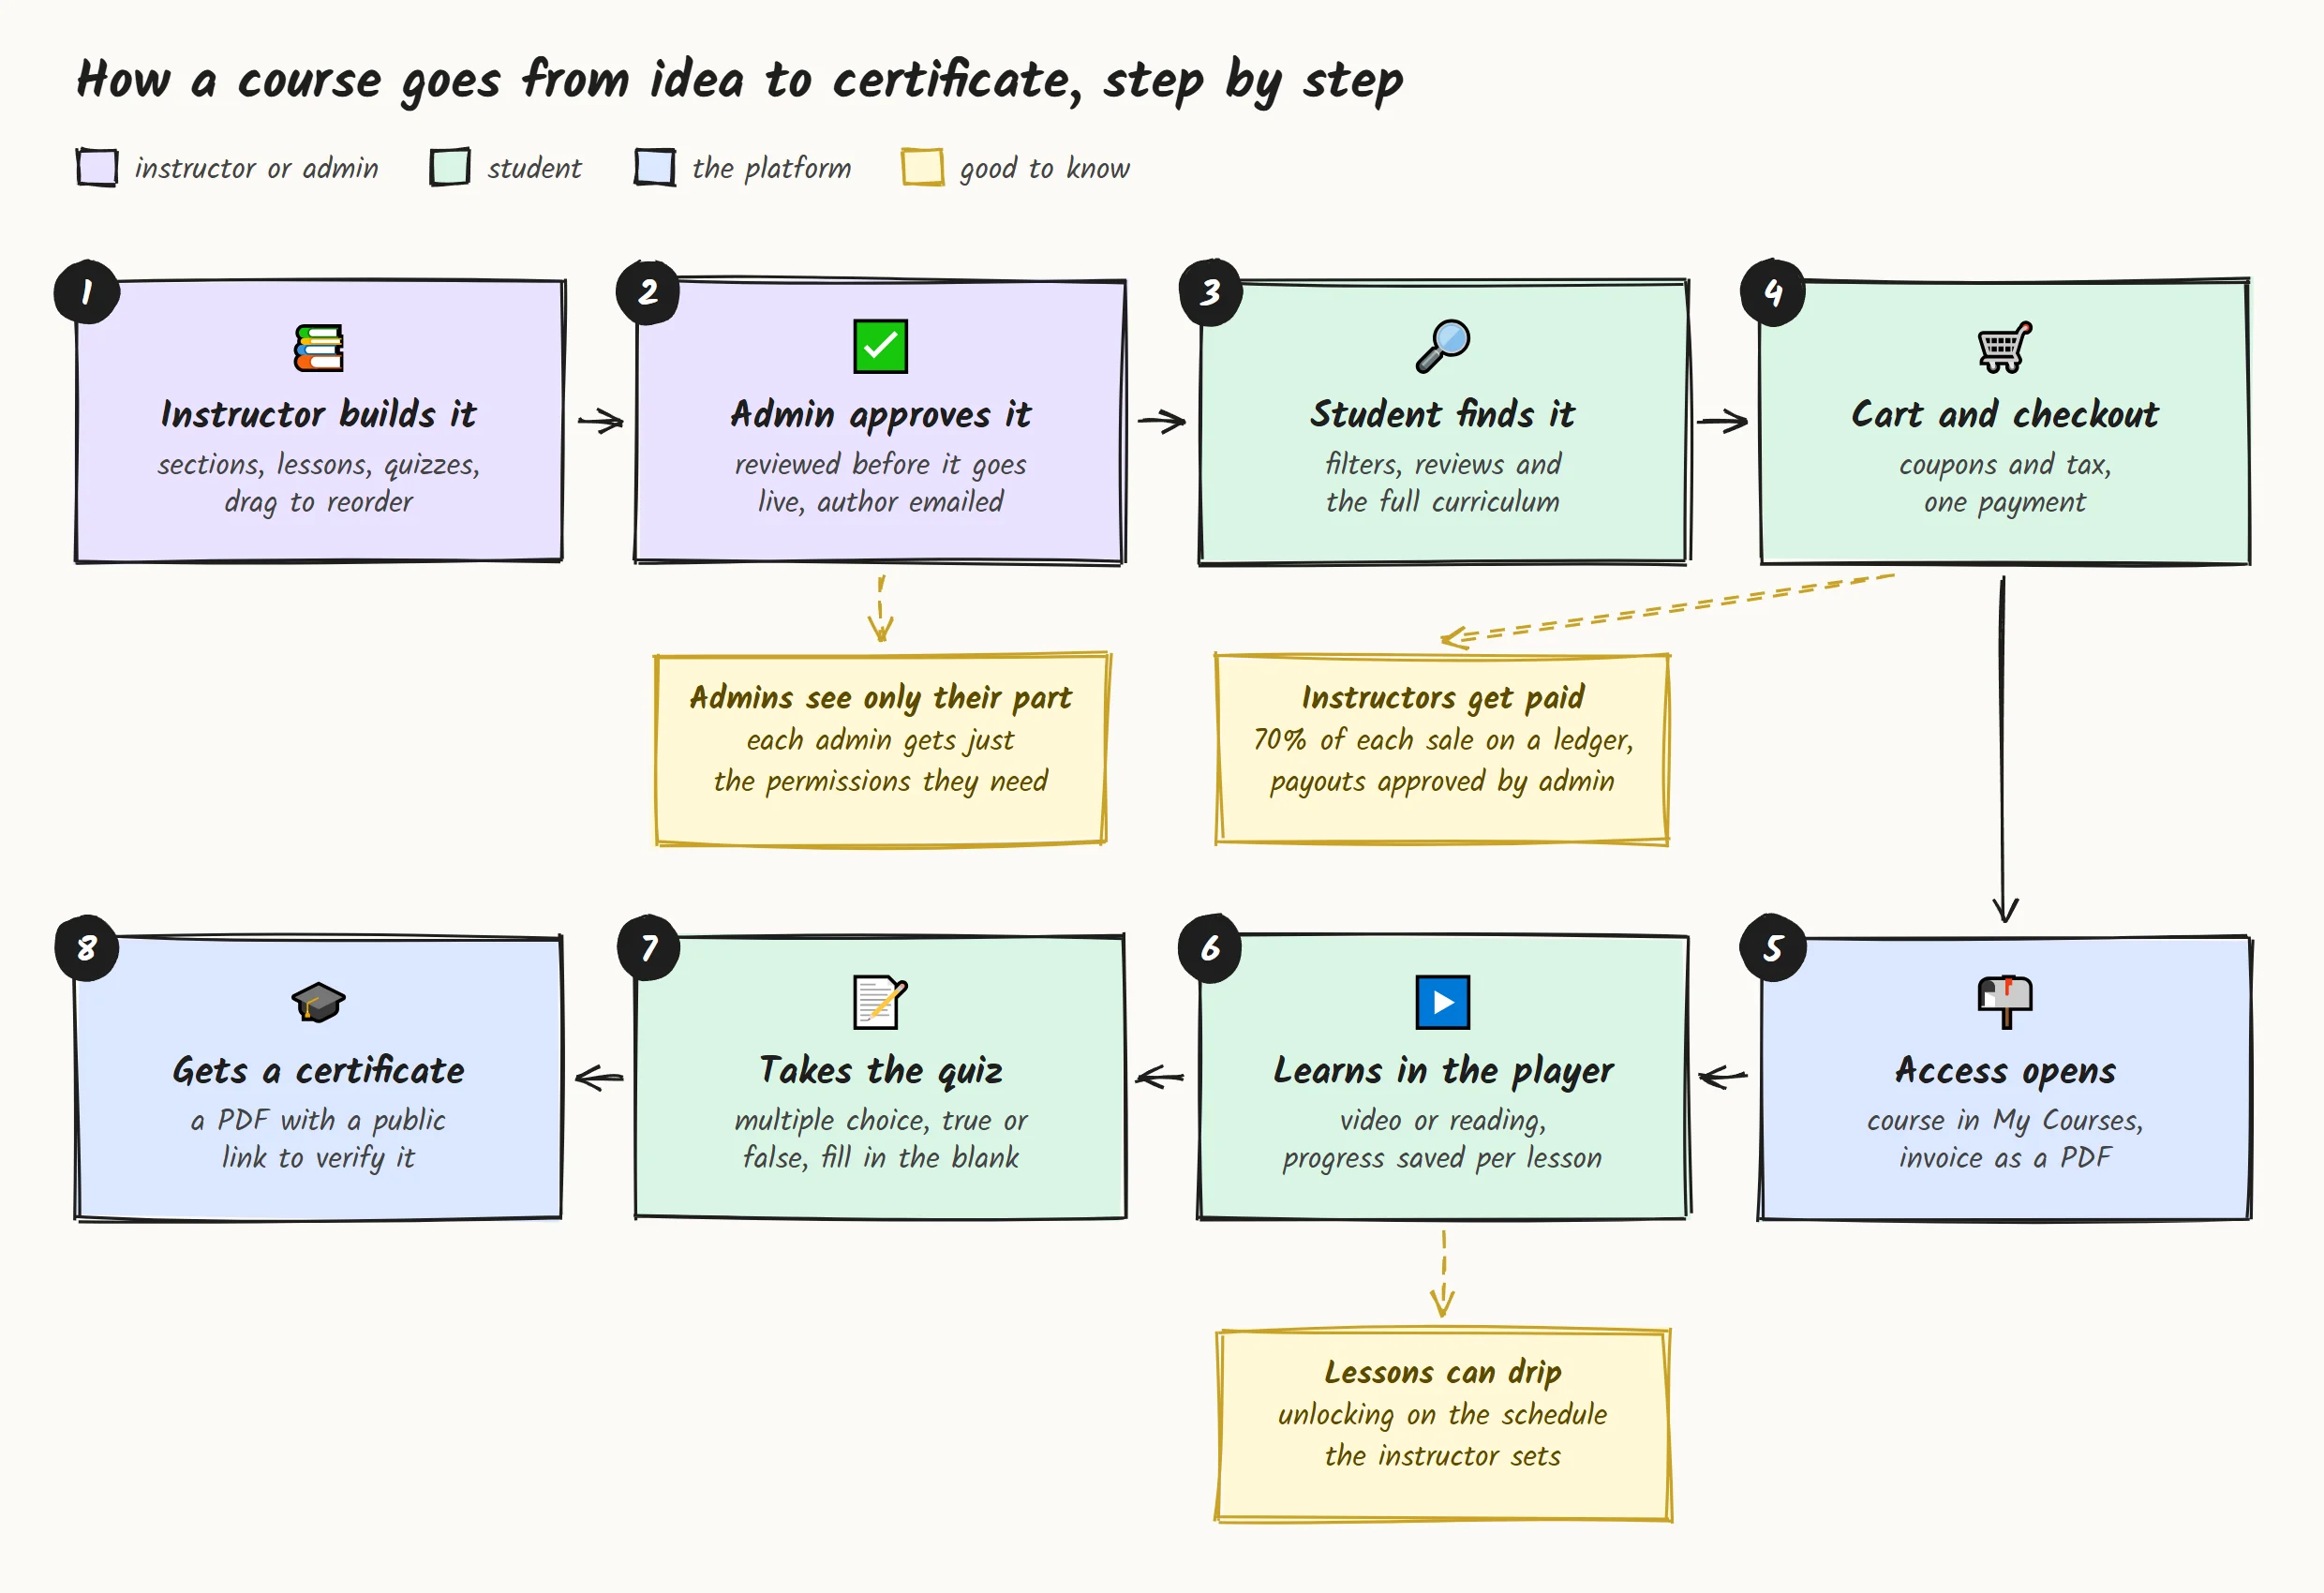 How a course goes from idea to certificate, step by step
instructor or admin
student
the platform
good to know
1
Instructor builds it
sections, lessons, quizzes,
drag to reorder
2
Admin approves it
reviewed before it goes
live, author emailed
3
Student finds it
filters, reviews and
the full curriculum
4
Cart and checkout
coupons and tax,
one payment
Admins see only their part
each admin gets just
the permissions they need
Instructors get paid
70% of each sale on a ledger,
payouts approved by admin
5
Access opens
course in My Courses,
invoice as a PDF
6
Learns in the player
video or reading,
progress saved per lesson
7
Takes the quiz
multiple choice, true or
false, fill in the blank
8
Gets a certificate
a PDF with a public
link to verify it
Lessons can drip
unlocking on the schedule
the instructor sets